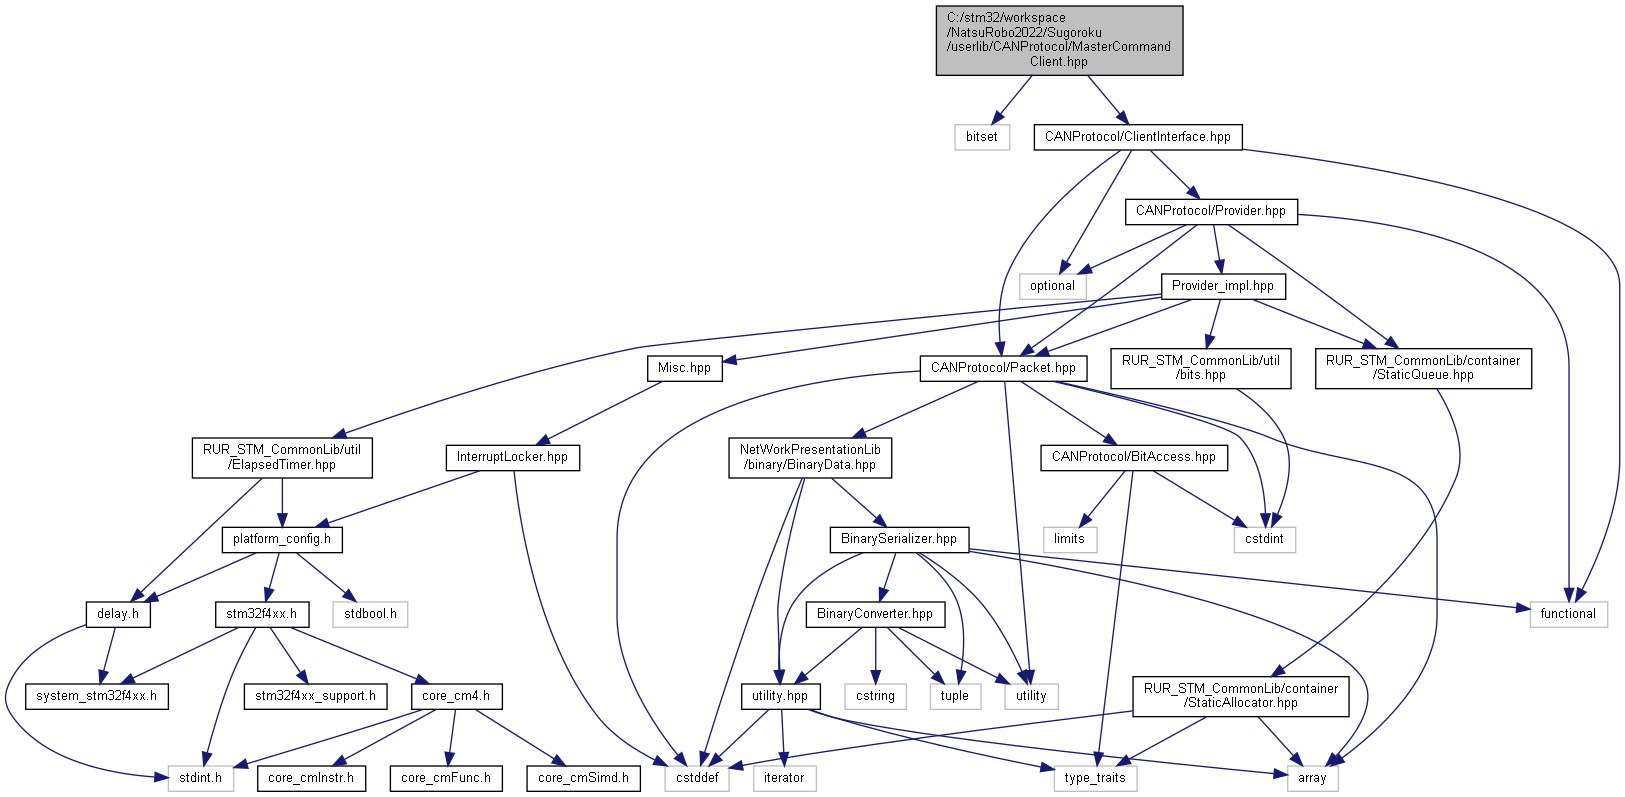 C:/stm32/workspace
/NatsuRobo2022/Sugoroku
/userlib/CANProtocol/MasterCommand
Client.hpp
bitset
CANProtocol/ClientInterface.hpp
CANProtocol/Provider.hpp
optional
Provider_impl.hpp
Misc.hpp
CANProtocol/Packet.hpp
RUR_STM_CommonLib/util
/bits.hpp
RUR_STM_CommonLib/container
/StaticQueue.hpp
RUR_STM_CommonLib/util
/ElapsedTimer.hpp
InterruptLocker.hpp
NetWorkPresentationLib
/binary/BinaryData.hpp
CANProtocol/BitAccess.hpp
platform_config.h
BinarySerializer.hpp
limits
cstdint
delay.h
stm32f4xx.h
stdbool.h
BinaryConverter.hpp
functional
system_stm32f4xx.h
stm32f4xx_support.h
core_cm4.h
utility.hpp
cstring
tuple
utility
RUR_STM_CommonLib/container
/StaticAllocator.hpp
stdint.h
core_cmInstr.h
core_cmFunc.h
core_cmSimd.h
cstddef
iterator
type_traits
array